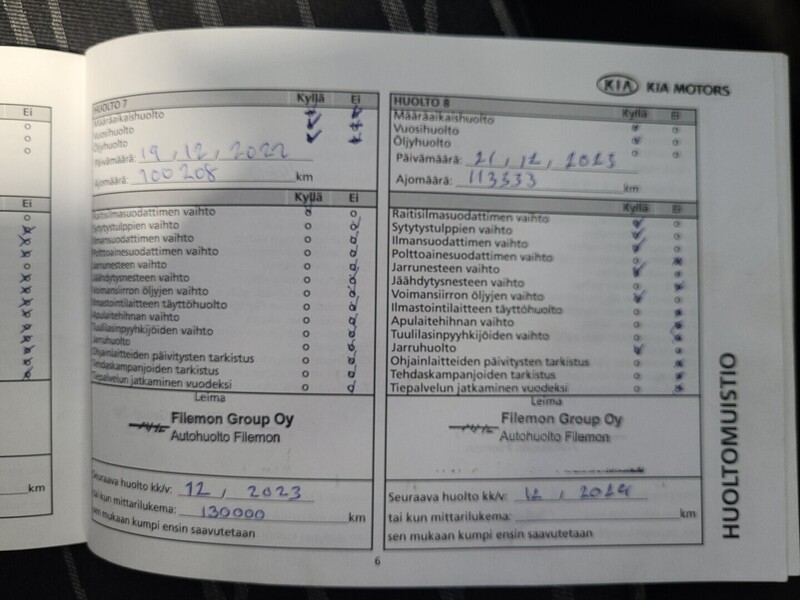 Ei
Ei
km
HUOLTO 7 Kyllä Ei
Määräaikaishuolto
Vuosihuolto
Öljyhuolto
Päivämäärä: 19, 12, 2022
Ajomäärä: 100208 km
Kyllä Ei
Raitisilmasuodattimen vaihto
Sytytystulppien vaihto
Ilmansuodattimen vaihto
Polttoainesuodattimen vaihto
Jarrunesteen vaihto
Jäähdytysnesteen vaihto
Voimansiirron öljyjen vaihto
Ilmastointilaitteen täyttöhuolto
Apulaitehihnan vaihto
Tuulilasinpyyhkijöiden vaihto
Jarruhuolto
Ohjainlaitteiden päivitysten tarkistus
Tehdaskampanjoiden tarkistus
Tiepalvelun jatkaminen vuodeksi
Leima
Filemon Group Oy
Autohuolto Filemon
Seuraava huolto kk/v: 12, 2023
tai kun mittarilukema: 130000 km
sen mukaan kumpi ensin saavutetaan
6
KIA KIA MOTORS
HUOLTO 8 Kyllä Ei
Määräaikaishuolto
Vuosihuolto
Öljyhuolto
Päivämäärä: 21, 12, 2023
Ajomäärä: 113333 km
Kyllä Ei
Raitisilmasuodattimen vaihto
Sytytystulppien vaihto
Ilmansuodattimen vaihto
Polttoainesuodattimen vaihto
Jarrunesteen vaihto
Jäähdytysnesteen vaihto
Voimansiirron öljyjen vaihto
Ilmastointilaitteen täyttöhuolto
Apulaitehihnan vaihto
Tuulilasinpyyhkijöiden vaihto
Jarruhuolto
Ohjainlaitteiden päivitysten tarkistus
Tehdaskampanjoiden tarkistus
Tiepalvelun jatkaminen vuodeksi
Leima
Filemon Group Oy
Autohuolto Filemon
Seuraava huolto kk/v: 12, 2024
tai kun mittarilukema: km
sen mukaan kumpi ensin saavutetaan
HUOLTOMUISTIO